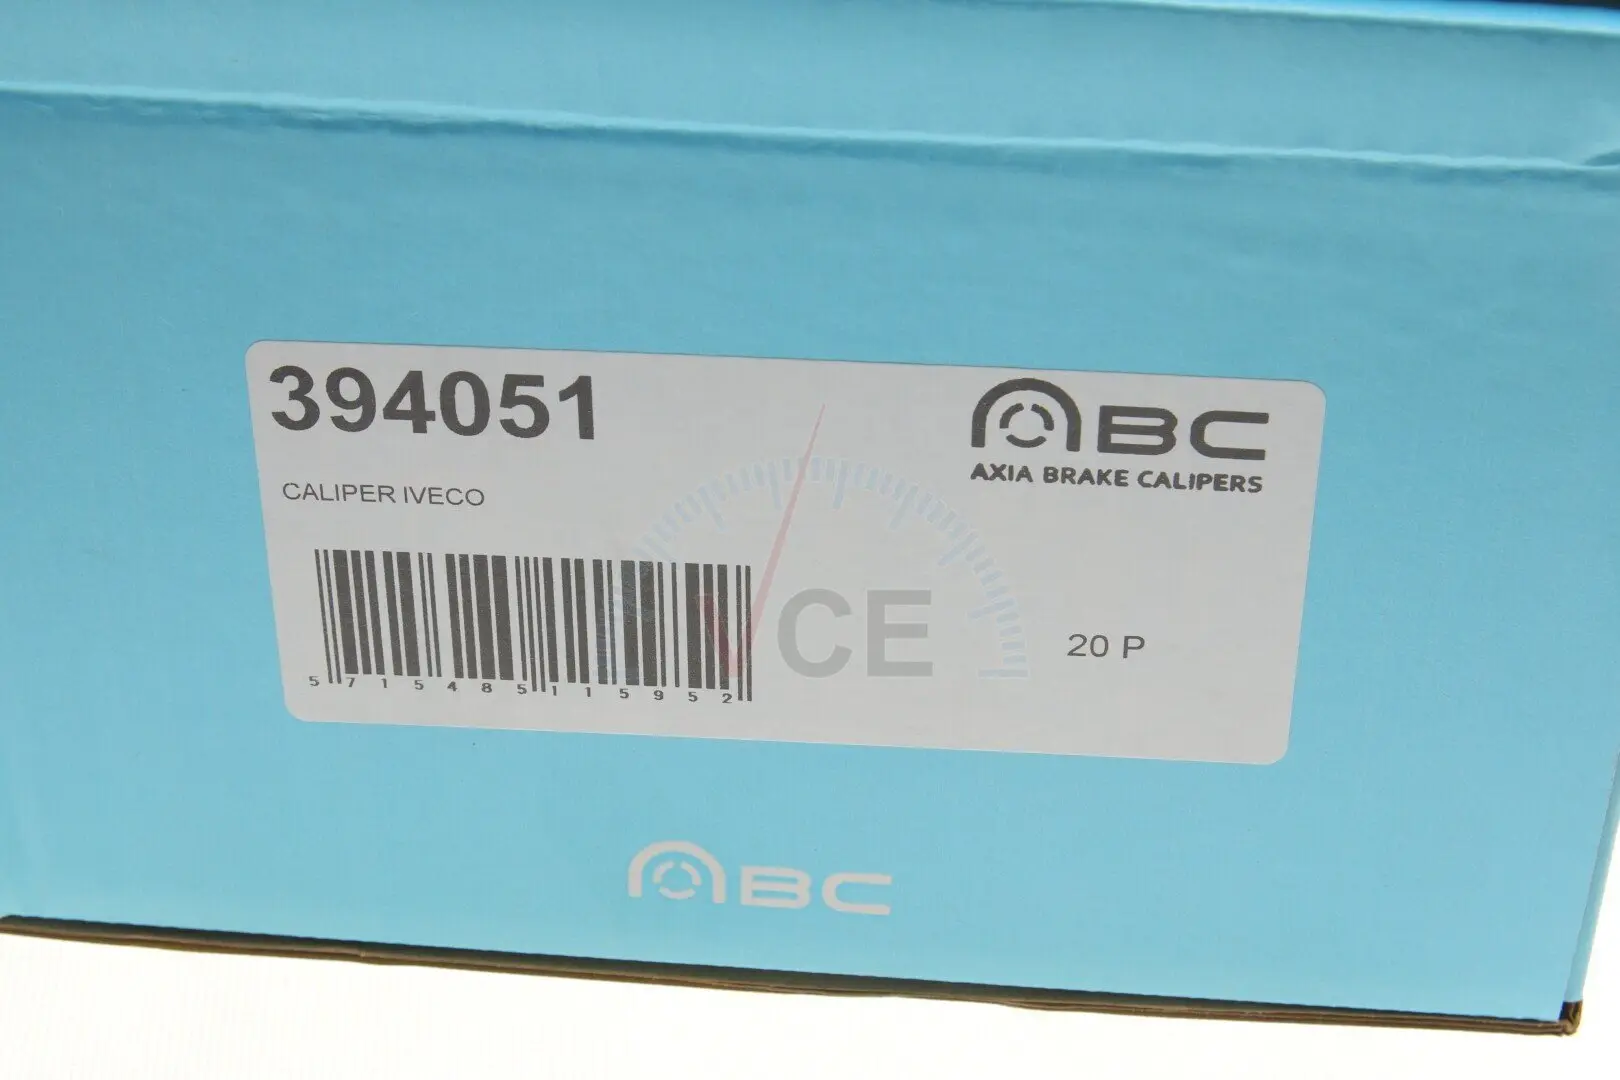 394051
ABC
AXIA BRAKE CALIPERS
CALIPER IVECO
5715485115952
VCE
20 P
ABC